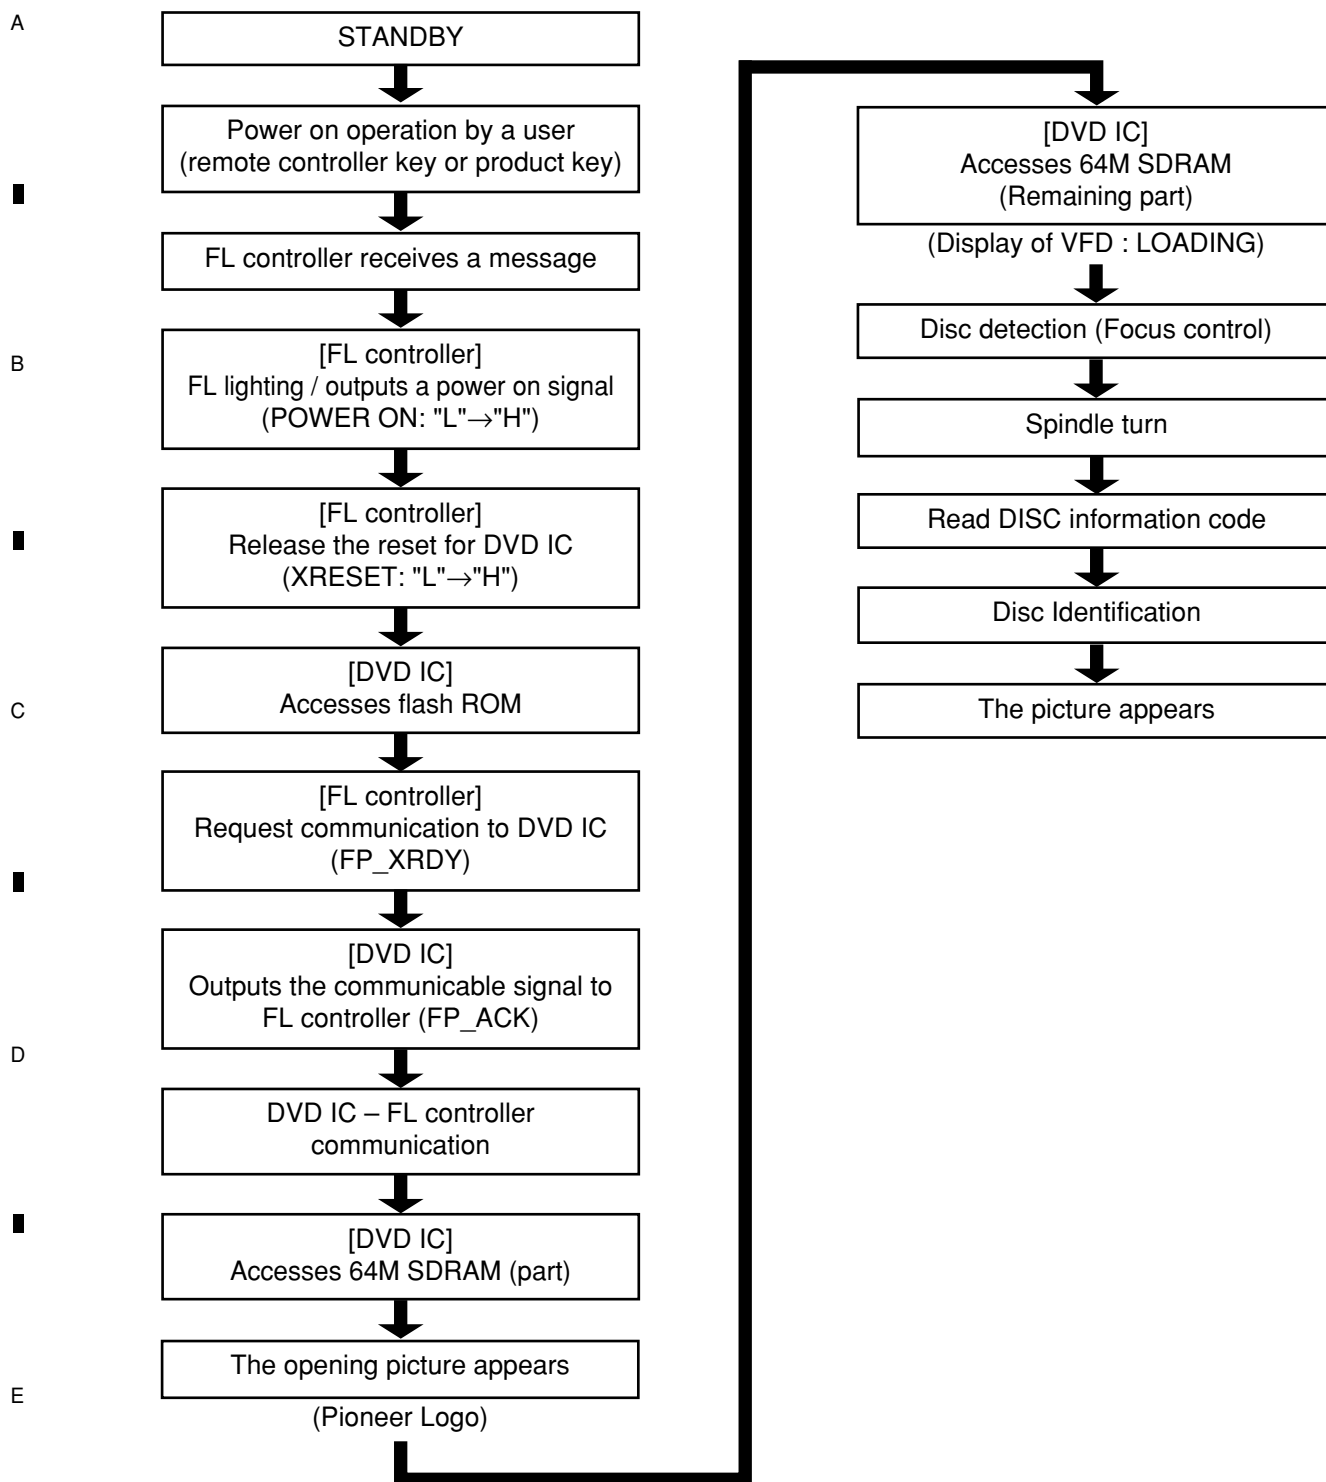 A
STANDBY
Power on operation by a user
(remote controller key or product key)
FL controller receives a message
B
[FL controller]
FL lighting / outputs a power on signal
(POWER ON: "L"→"H")
[FL controller]
Release the reset for DVD IC
(XRESET: "L"→"H")
[DVD IC]
Accesses flash ROM
C
[FL controller]
Request communication to DVD IC
(FP_XRDY)
[DVD IC]
Outputs the communicable signal to
FL controller (FP_ACK)
D
DVD IC – FL controller
communication
[DVD IC]
Accesses 64M SDRAM (part)
The opening picture appears
E
(Pioneer Logo)
[DVD IC]
Accesses 64M SDRAM
(Remaining part)
(Display of VFD : LOADING)
Disc detection (Focus control)
Spindle turn
Read DISC information code
Disc Identification
The picture appears